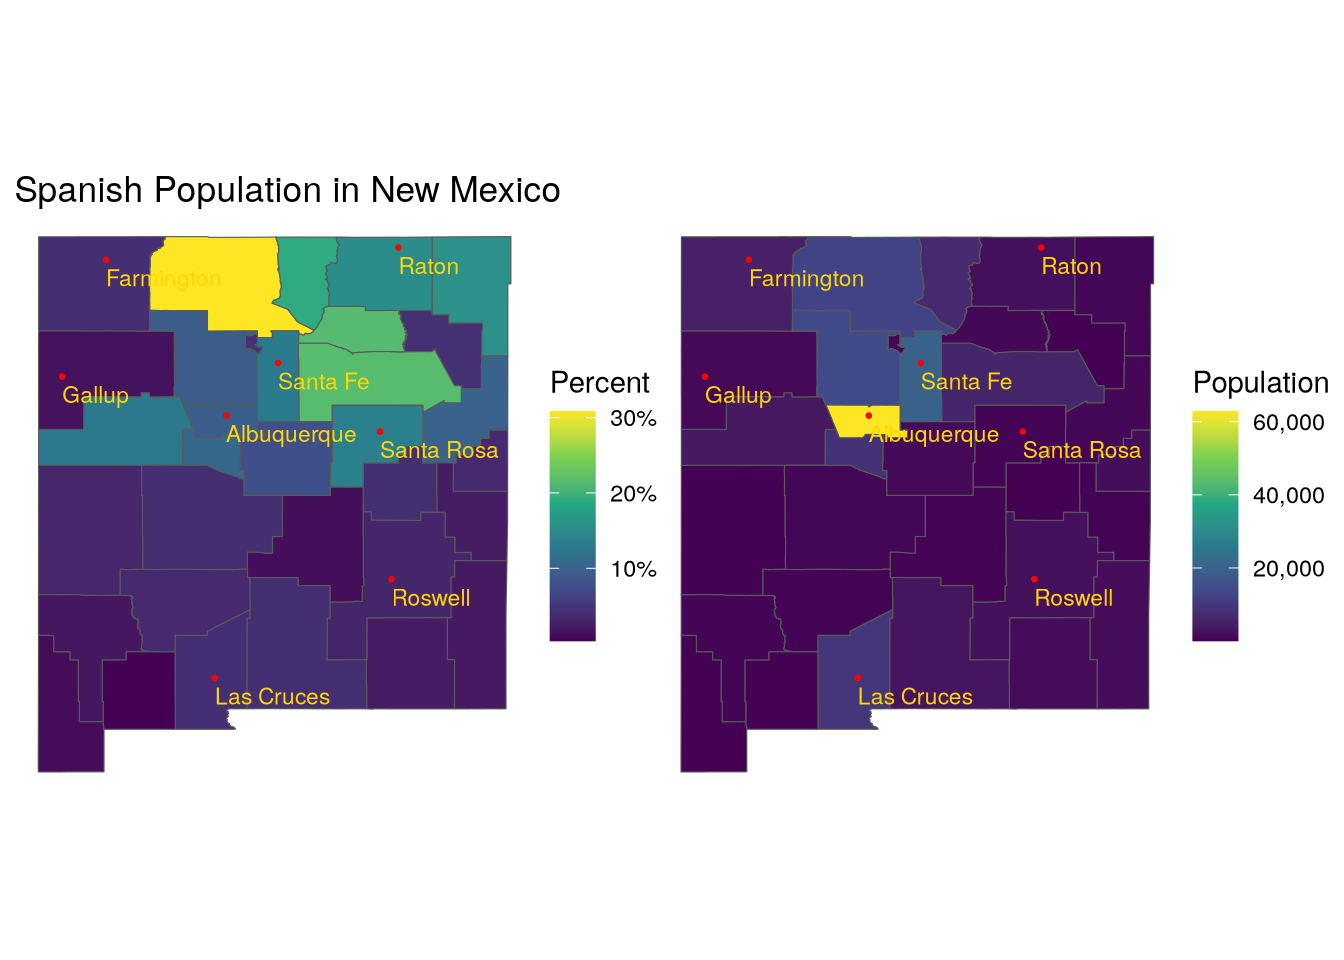 Spanish Population in New Mexico
Farmington
Raton
Santa Fe
Gallup
Albuquerque
Santa Rosa
Roswell
Las Cruces
Percent
30%
20%
10%
Farmington
Raton
Santa Fe
Gallup
Albuquerque
Santa Rosa
Roswell
Las Cruces
Population
60,000
40,000
20,000